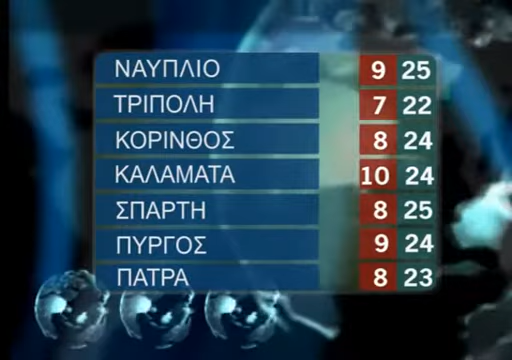 ΝΑΥΠΛΙΟ 9 25
ΤΡΙΠΟΛΗ 7 22
ΚΟΡΙΝΘΟΣ 8 24
ΚΑΛΑΜΑΤΑ 10 24
ΣΠΑΡΤΗ 8 25
ΠΥΡΓΟΣ 9 24
ΠΑΤΡΑ 8 23